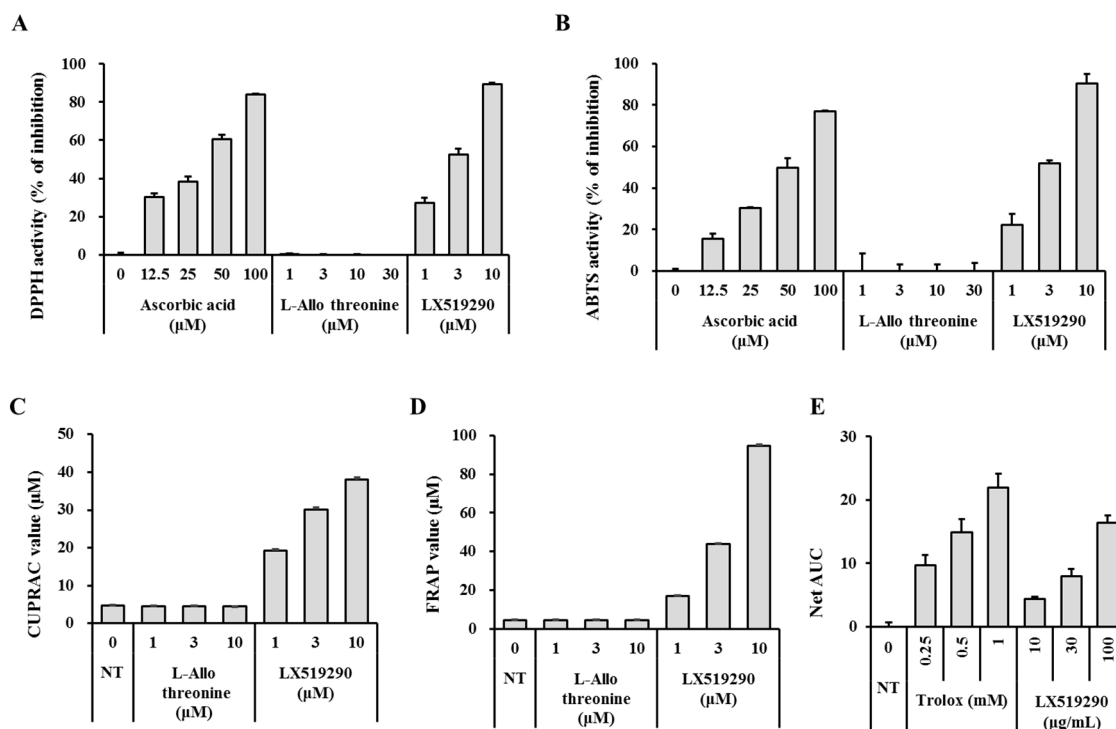 A
DPPH activity (% of inhibition)
100
80
60
40
20
0
0 12.5 25 50 100 1 3 10 30 1 3 10
Ascorbic acid L-Allo threonine LX519290
(μM) (μM) (μM)
B
ABTS activity (% of inhibition)
100
80
60
40
20
0
0 12.5 25 50 100 1 3 10 30 1 3 10
Ascorbic acid L-Allo threonine LX519290
(μM) (μM) (μM)
C
CUPRAC value (μM)
50
40
30
20
10
0
0 1 3 10 1 3 10
NT L-Allo LX519290
threonine (μM)
(μM)
D
FRAP value (μM)
100
80
60
40
20
0
0 1 3 10 1 3 10
NT L-Allo LX519290
threonine (μM)
(μM)
E
Net AUC
30
20
10
0
0 0.25 0.5 1 10 30 100
NT Trolox (mM) LX519290
(μg/mL)